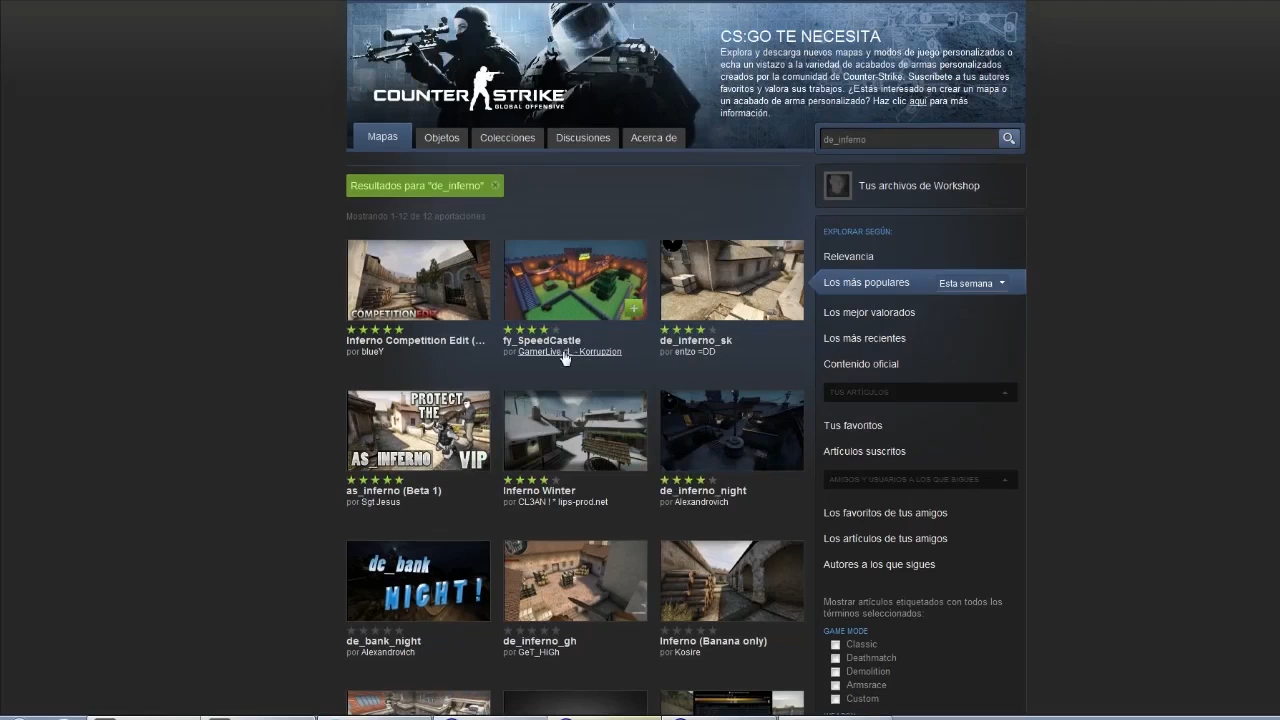 CS:GO TE NECESITA
Explora y descarga nuevos mapas y modos de juego personalizados o
echa un vistazo a la variedad de acabados de armas personalizados
creados por la comunidad de Counter-Strike. Suscríbete a tus autores
favoritos y valora sus trabajos. ¿Estás interesado en crear un mapa o
un acabado de arma personalizado? Haz clic aquí para más
información.
COUNTER STRIKE
GLOBAL OFFENSIVE
Mapas
Objetos
Colecciones
Discusiones
Acerca de
de_inferno
Resultados para "de_inferno"
Mostrando 1-12 de 12 aportaciones
COMPETITION EDIT
Inferno Competition Edit (...
por blueY
fy_SpeedCastle
por GamerLive.cL - Korrupzion
de_inferno_sk
por entzo =DD
PROTECT
THE
VIP
AS_INFERNO
as_inferno (Beta 1)
por Sgt Jesus
Inferno Winter
por CL3AN ! * lips-prod.net
de_inferno_night
por Alexandrovich
de_bank
NIGHT!
de_bank_night
por Alexandrovich
de_inferno_gh
por GeT_HiGh
Inferno (Banana only)
por Kosire
Tus archivos de Workshop
EXPLORAR SEGÚN:
Relevancia
Los más populares
Esta semana
Los mejor valorados
Los más recientes
Contenido oficial
TUS ARTÍCULOS
Tus favoritos
Artículos suscritos
AMIGOS Y USUARIOS A LOS QUE SIGUES
Los favoritos de tus amigos
Los artículos de tus amigos
Autores a los que sigues
Mostrar artículos etiquetados con todos los
términos seleccionados:
GAME MODE
Classic
Deathmatch
Demolition
Armsrace
Custom